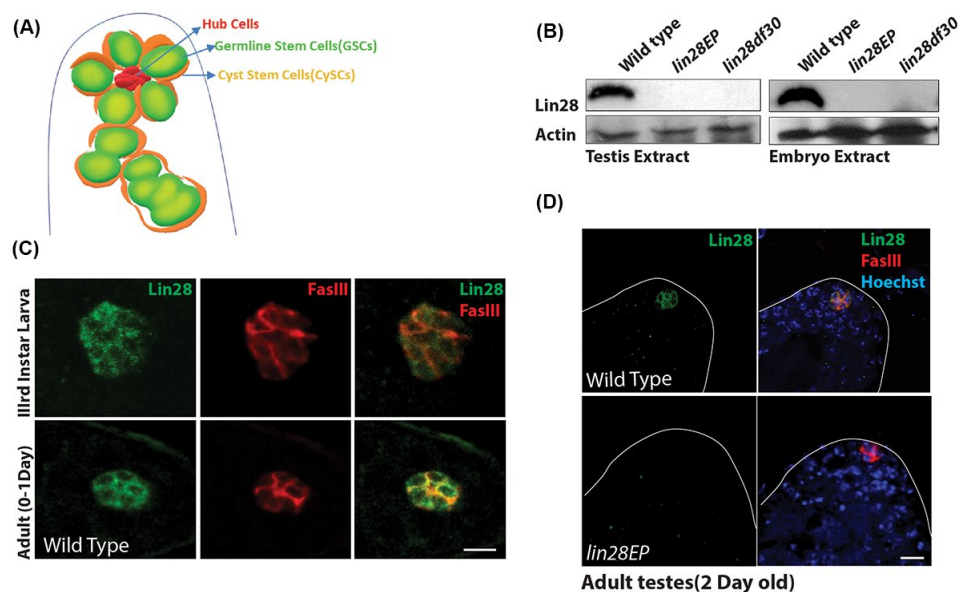 (A)
Hub Cells
Germline Stem Cells(GSCs)
Cyst Stem Cells(CySCs)
(B)
Wild type
lin28EP
lin28df30
Wild type
lin28EP
lin28df30
Lin28
Actin
Testis Extract
Embryo Extract
(C)
Lin28
FasIII
Lin28
FasIII
IIIrd Instar Larva
Adult (0-1Day)
Wild Type
(D)
Lin28
Lin28
FasIII
Hoechst
Wild Type
lin28EP
Adult testes(2 Day old)